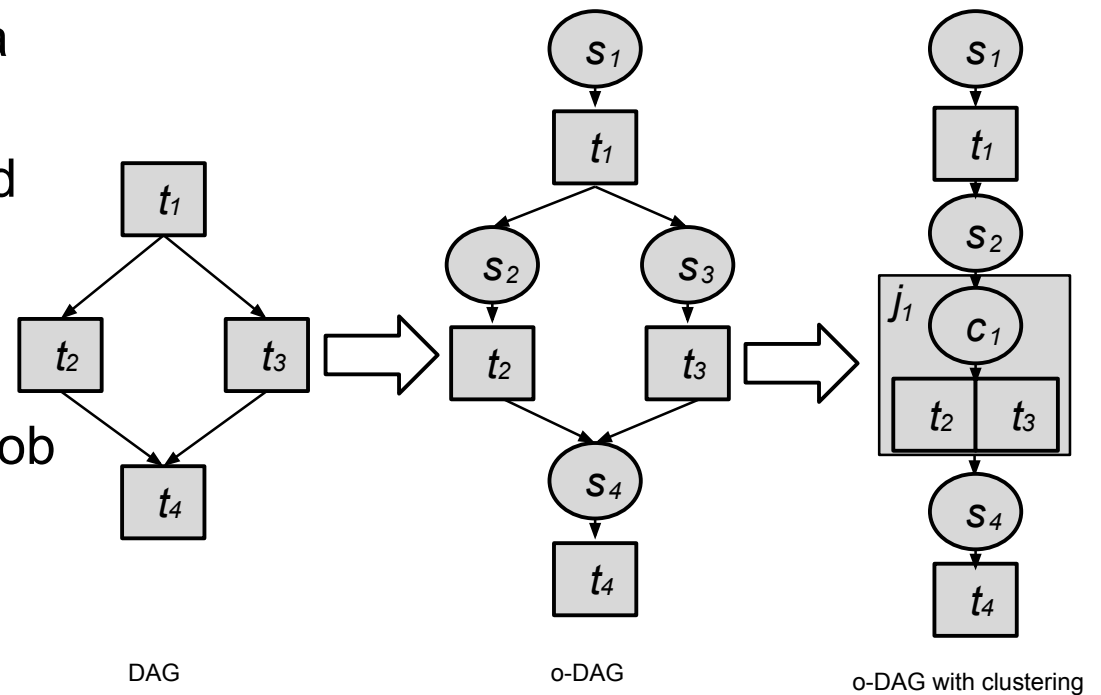 a
d
ob
t1
t2
t3
t4
DAG
s1
t1
s2
s3
t2
t3
s4
t4
o-DAG
s1
t1
s2
j1
c1
t2
t3
s4
t4
o-DAG with clustering